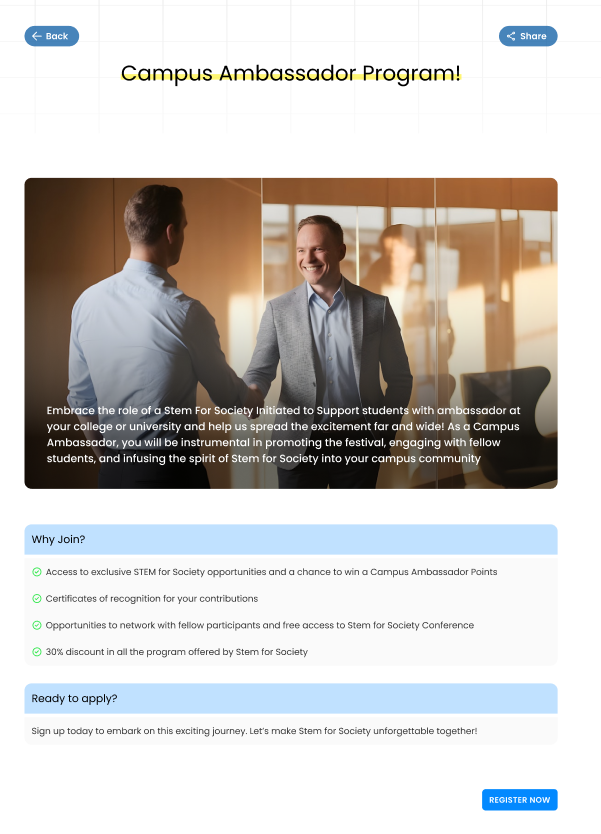 Back
Share
Campus Ambassador Program!
Embrace the role of a Stem For Society Initiated to Support students with ambassador at
your college or university and help us spread the excitement far and wide! As a Campus
Ambassador, you will be instrumental in promoting the festival, engaging with fellow
students, and infusing the spirit of Stem for Society into your campus community
Why Join?
Access to exclusive STEM for Society opportunities and a chance to win a Campus Ambassador Points
Certificates of recognition for your contributions
Opportunities to network with fellow participants and free access to Stem for Society Conference
30% discount in all the program offered by Stem for Society
Ready to apply?
Sign up today to embark on this exciting journey. Let's make Stem for Society unforgettable together!
REGISTER NOW